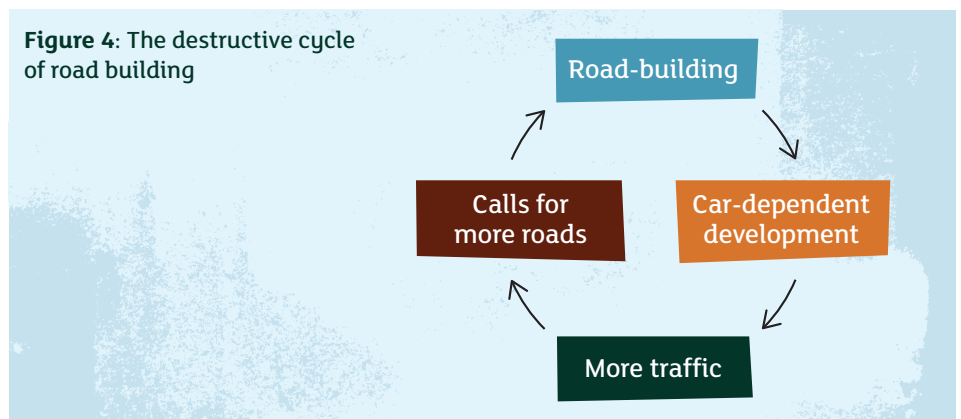 Figure 4: The destructive cycle
of road building
Road-building
Calls for
more roads
Car-dependent
development
More traffic